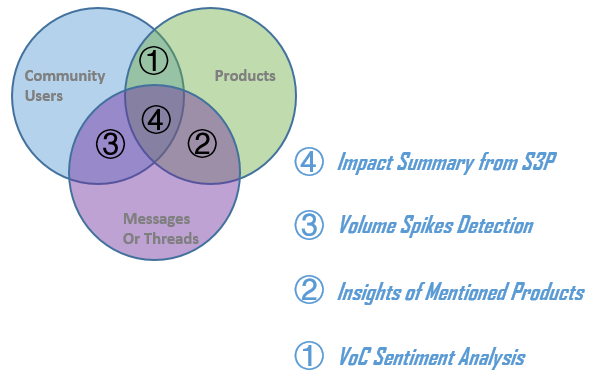 ①
Community
Users
Products
④
③
②
Messages
Or Threads
④ Impact Summary from S3P
③ Volume Spikes Detection
② Insights of Mentioned Products
① VoC Sentiment Analysis